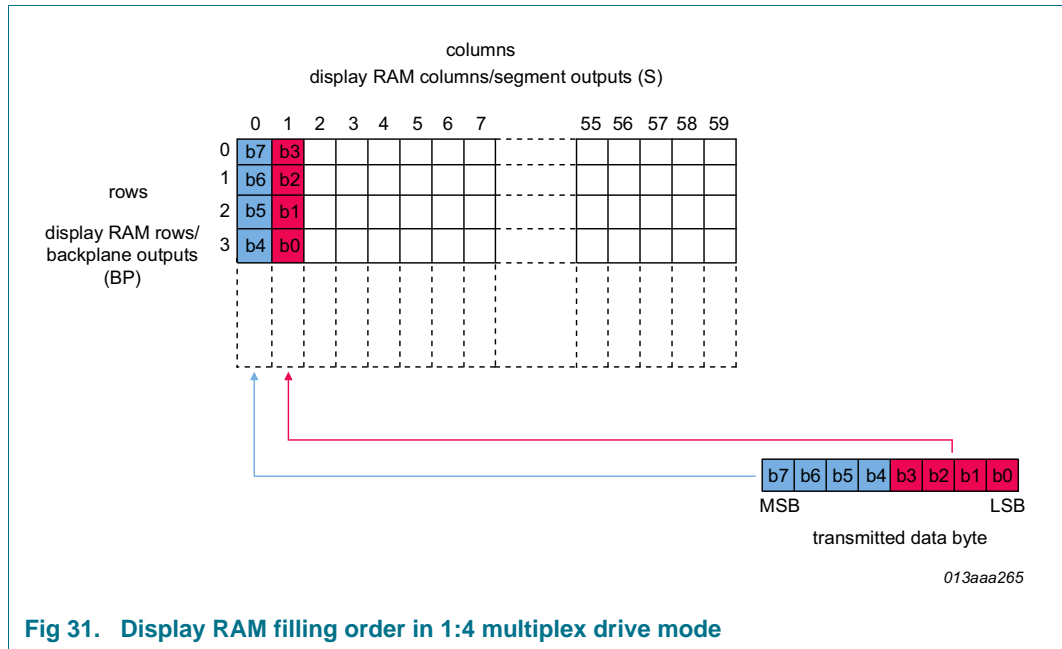 columns
display RAM columns/segment outputs (S)
0 1 2 3 4 5 6 7 55 56 57 58 59
0 b7 b3
1 b6 b2
rows
2 b5 b1
display RAM rows/
3 b4 b0
backplane outputs
(BP)
b7 b6 b5 b4 b3 b2 b1 b0
MSB LSB
transmitted data byte
013aaa265
Fig 31. Display RAM filling order in 1:4 multiplex drive mode